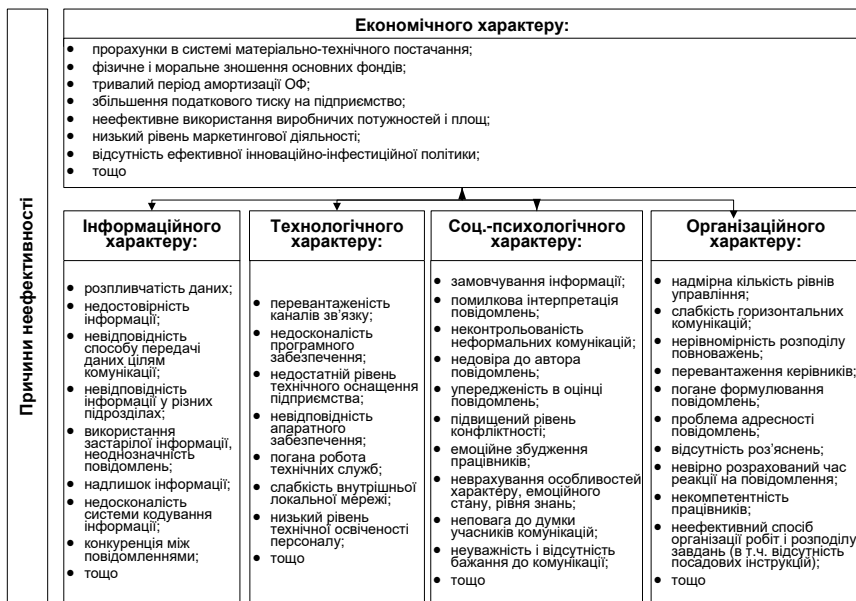 Причини неефективності
Економічного характеру:
• прорахунки в системі матеріально-технічного постачання;
• фізичне і моральне зношення основних фондів;
• тривалий період амортизації ОФ;
• збільшення податкового тиску на підприємство;
• неефективне використання виробничих потужностей і площ;
• низький рівень маркетингової діяльності;
• відсутність ефективної інноваційно-інфестиційної політики;
• тощо
Інформаційного
характеру:
• розпливчатість даних;
• недостовірність
інформації;
• невідповідність
способу передачі
даних цілям
комунікації;
• невідповідність
інформації у різних
підрозділах;
• використання
застарілої інформації,
неоднозначність
повідомлень;
• надлишок інформації;
• недосконалість
системи кодування
інформації;
• конкуренція між
повідомленнями;
• тощо
Технологічного
характеру:
• перевантаженість
каналів зв’язку;
• недосконалість
програмного
забезпечення;
• недостатній рівень
технічного оснащення
підприємства;
• невідповідність
апаратного
забезпечення;
• погана робота
технічних служб;
• слабкість внутрішньої
локальної мережі;
• низький рівень
технічної освіченості
персоналу;
• тощо
Соц.-психологічного
характеру:
• замовчування інформації;
• помилкова інтерпретація
повідомлень;
• неконтрольованість
неформальних комунікацій;
• недовіра до автора
повідомлень;
• упередженість в оцінці
повідомлень;
• підвищений рівень
конфліктності;
• емоційне збудження
працівників;
• неврахування особливостей
характеру, емоційного
стану, рівня знань;
• неповага до думки
учасників комунікацій;
• неуважність і відсутність
бажання до комунікації;
• тощо
Організаційного
характеру:
• надмірна кількість рівнів
управління;
• слабкість горизонтальних
комунікацій;
• нерівномірність розподілу
повноважень;
• перевантаження керівників;
• погане формулювання
повідомлень;
• проблема адресності
повідомлень;
• відсутність роз’яснень;
• невірно розрахований час
реакції на повідомлення;
• некомпетентність
працівників;
• неефективний спосіб
організації робіт і розподілу
завдань (в т.ч. відсутність
посадових інструкцій);
• тощо